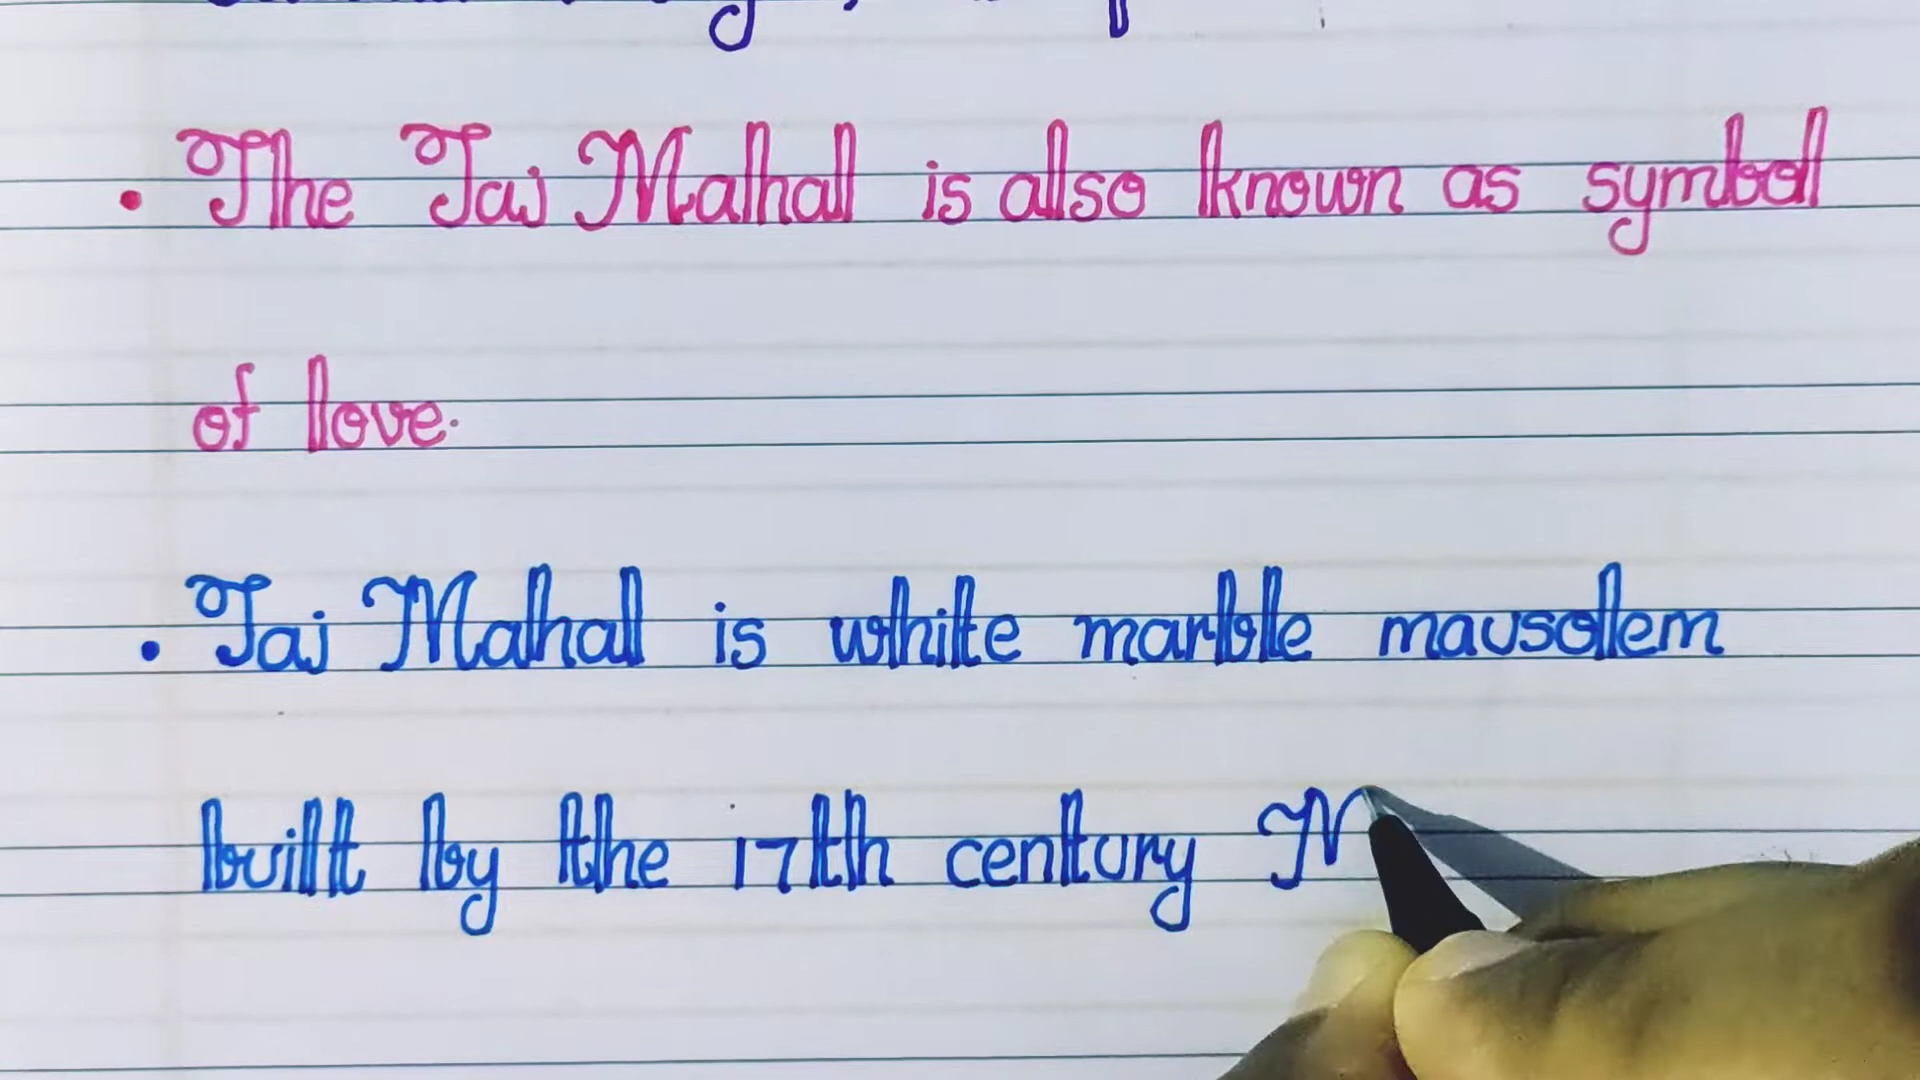 • The Taj Mahal is also known as symbol
of love.
• Taj Mahal is white marble mausolem
built by the 17th century M